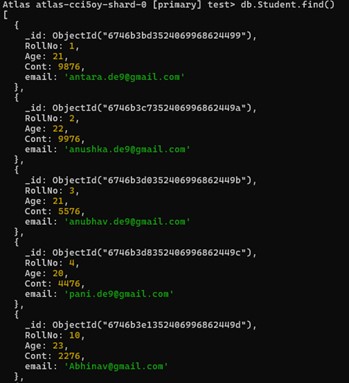 Atlas atlas-cci5oy-shard-0 [primary] test> db.Student.find()
[
  {
    _id: ObjectId("6746b3bd3524069968624499"),
    RollNo: 1,
    Age: 21,
    Cont: 9876,
    email: 'antara.de9@gmail.com'
  },
  {
    _id: ObjectId("6746b3c7352406996862449a"),
    RollNo: 2,
    Age: 22,
    Cont: 9976,
    email: 'anushka.de9@gmail.com'
  },
  {
    _id: ObjectId("6746b3d0352406996862449b"),
    RollNo: 3,
    Age: 21,
    Cont: 5576,
    email: 'anubhav.de9@gmail.com'
  },
  {
    _id: ObjectId("6746b3d8352406996862449c"),
    RollNo: 4,
    Age: 20,
    Cont: 4476,
    email: 'pani.de9@gmail.com'
  },
  {
    _id: ObjectId("6746b3e1352406996862449d"),
    RollNo: 10,
    Age: 23,
    Cont: 2276,
    email: 'Abhinav@gmail.com'
  },